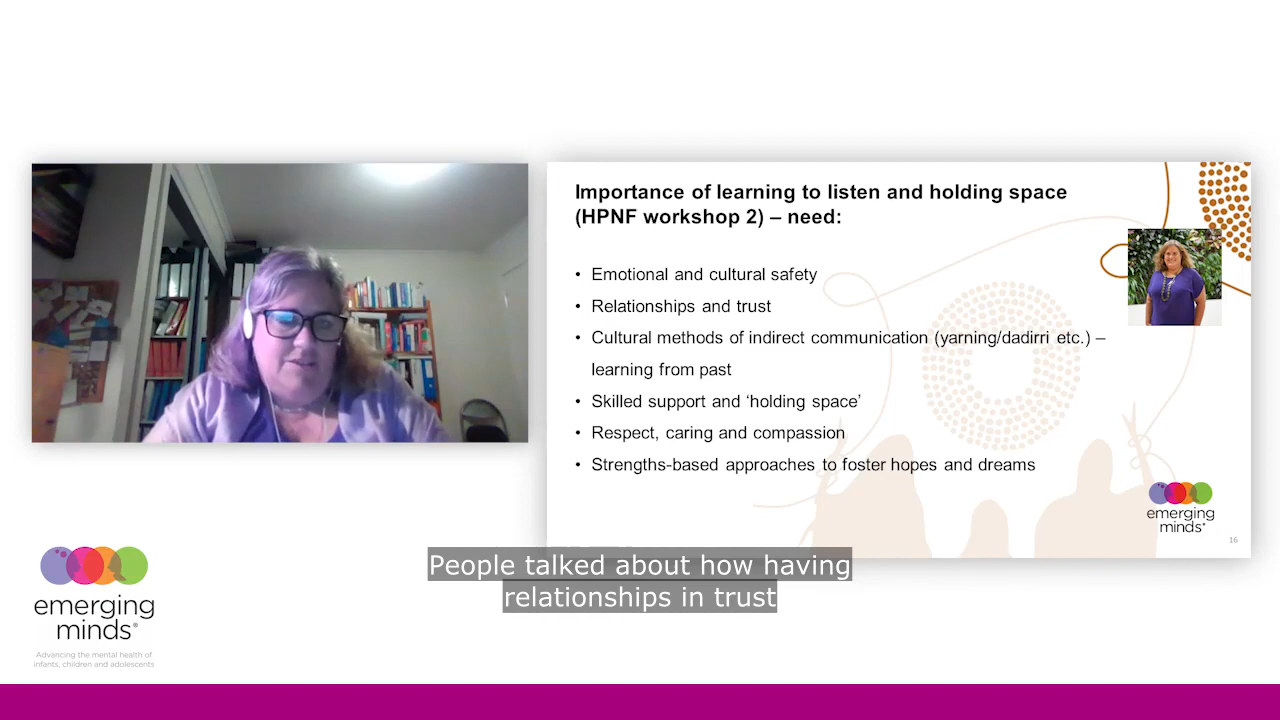 Importance of learning to listen and holding space
(HPNF workshop 2) – need:
• Emotional and cultural safety
• Relationships and trust
• Cultural methods of indirect communication (yarning/dadirri etc.) –
learning from past
• Skilled support and ‘holding space’
• Respect, caring and compassion
• Strengths-based approaches to foster hopes and dreams
emerging
minds®
16
People talked about how having
relationships in trust
emerging
minds®
Advancing the mental health of
infants, children and adolescents